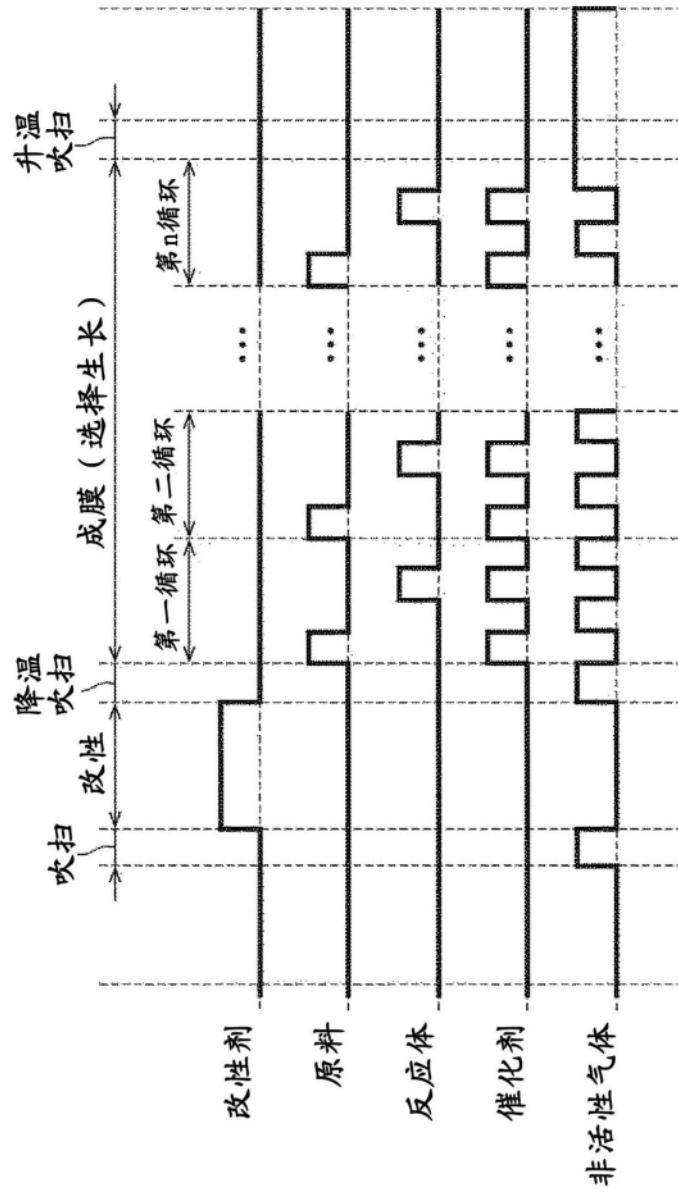 吹扫
改性
降温
吹扫
成膜(选择生长)
升温
吹扫
第一循环
第二循环
第n循环
改性剂
...
原料
...
反应体
...
催化剂
...
非活性气体
...